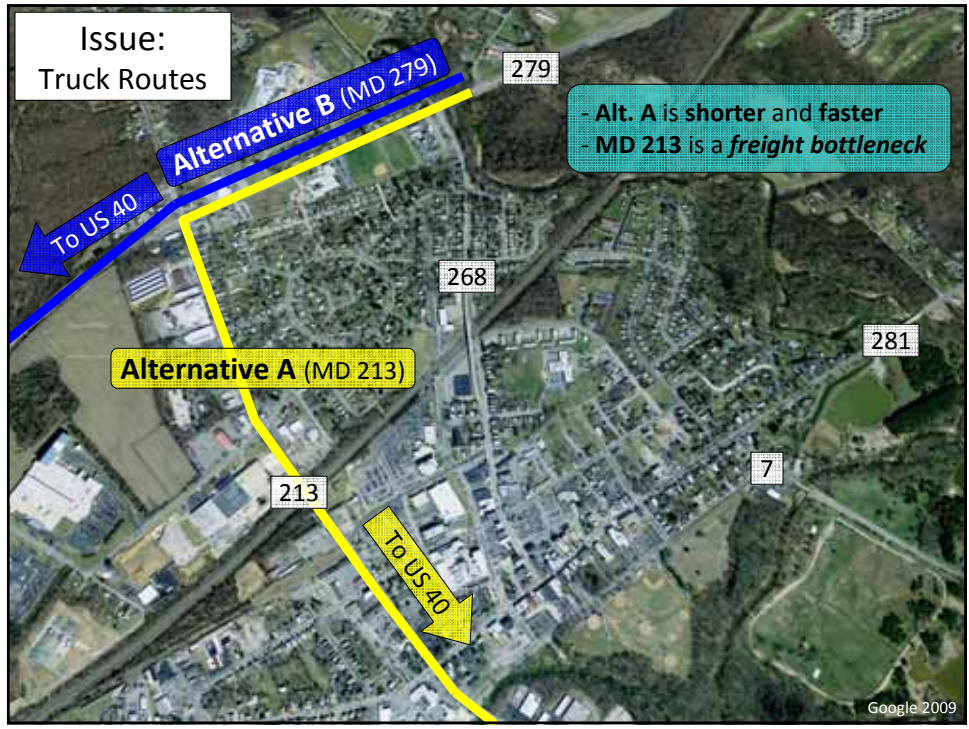 Issue:
Truck Routes
Alternative B (MD 279)
279
- Alt. A is shorter and faster
- MD 213 is a freight bottleneck
To US 40
268
281
Alternative A (MD 213)
7
213
To US 40
Google 2009